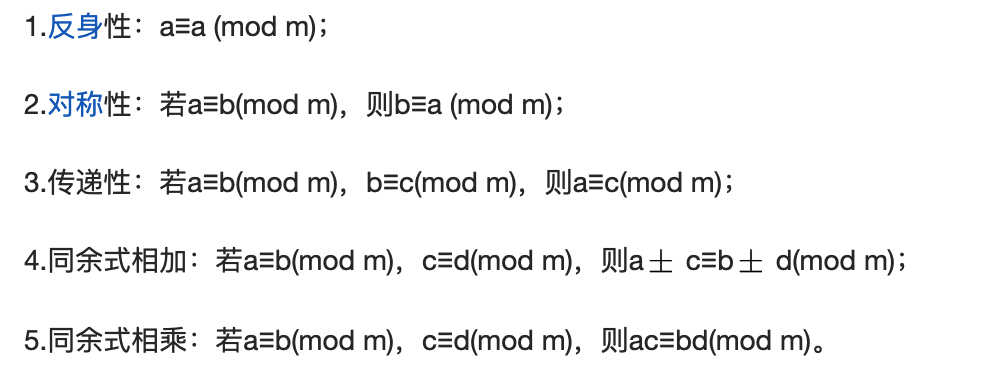 1.反身性：a≡a (mod m)；
2.对称性：若a≡b(mod m)，则b≡a (mod m)；
3.传递性：若a≡b(mod m)，b≡c(mod m)，则a≡c(mod m)；
4.同余式相加：若a≡b(mod m)，c≡d(mod m)，则a ± c≡b ± d(mod m)；
5.同余式相乘：若a≡b(mod m)，c≡d(mod m)，则ac≡bd(mod m)。